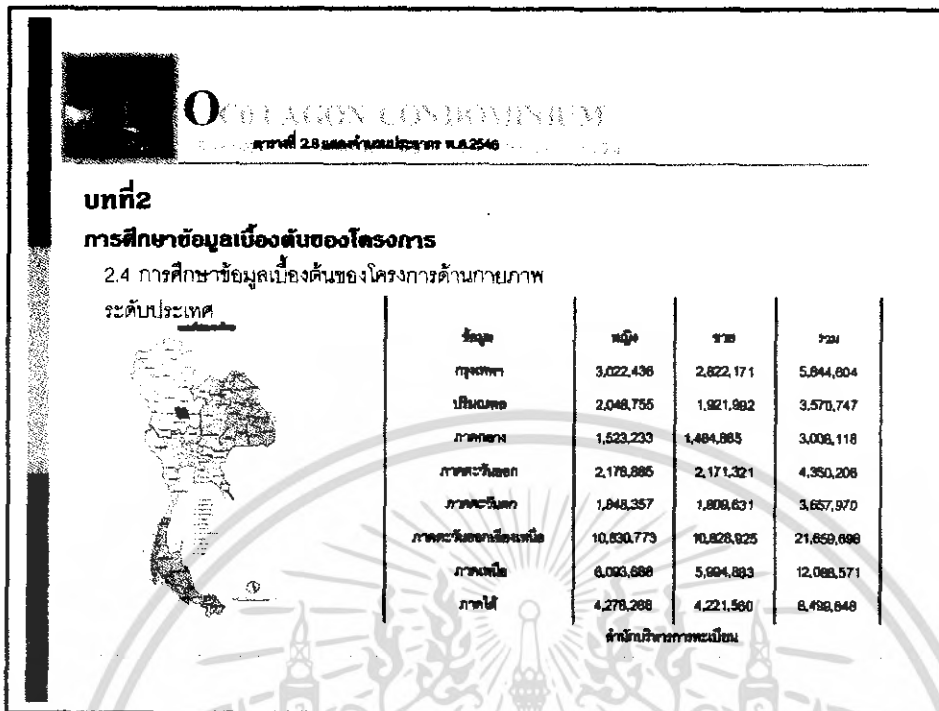 OCTAGON CONDOMINIUM
ตารางที่ 2.8 แสดงจำนวนประชากร พ.ศ.2546
บทที่2
การศึกษาข้อมูลเบื้องต้นของโครงการ
2.4 การศึกษาข้อมูลเบื้องต้นของโครงการด้านกายภาพ
ระดับประเทศ
ข้อมูล หญิง ชาย รวม
กรุงเทพฯ 3,022,436 2,822,171 5,844,604
ปริมณฑล 2,048,755 1,921,992 3,570,747
ภาคกลาง 1,523,233 1,484,885 3,008,118
ภาคตะวันออก 2,178,885 2,171,321 4,350,206
ภาคตะวันตก 1,848,357 1,809,631 3,657,970
ภาคตะวันออกเฉียงเหนือ 10,830,773 10,828,925 21,659,698
ภาคเหนือ 6,093,688 5,994,883 12,088,571
ภาคใต้ 4,278,268 4,221,560 8,499,848
สำนักบริหารการทะเบียน